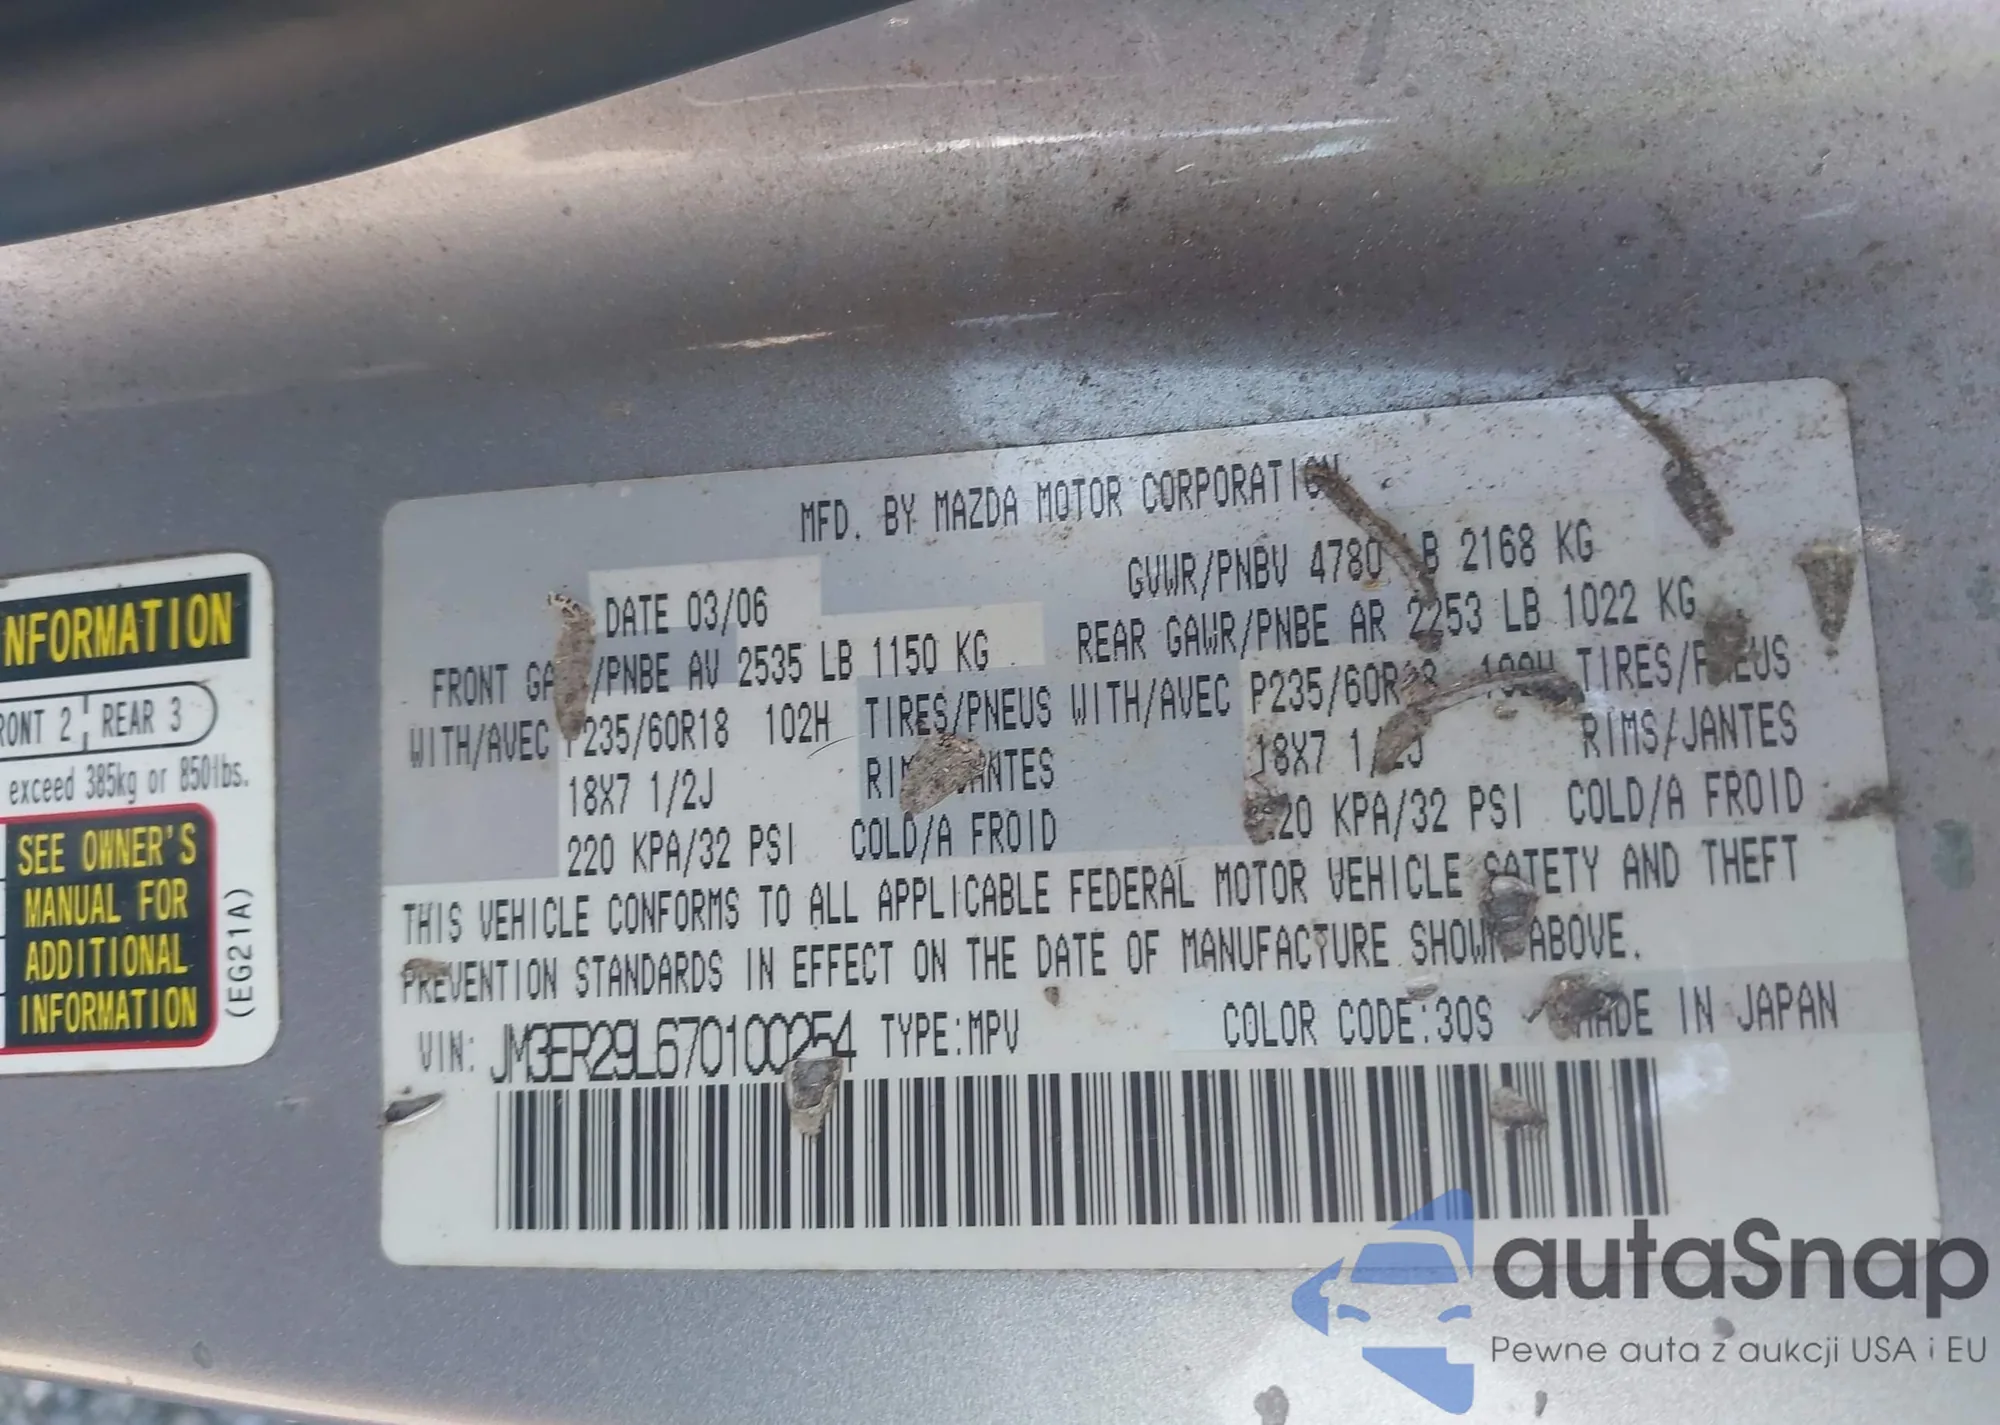 NFORMATION
RONT 2 REAR 3
exceed 385kg or 850lbs.
SEE OWNER'S
MANUAL FOR
ADDITIONAL
INFORMATION
(EG21A)
MFD. BY MAZDA MOTOR CORPORATION
DATE 03/06 GVWR/PNBV 4780 LB 2168 KG
FRONT GA /PNBE AV 2535 LB 1150 KG REAR GAWR/PNBE AR 2253 LB 1022 KG
WITH/AVEC P235/60R18 102H TIRES/PNEUS WITH/AVEC P235/60R18 102H TIRES/PNEUS
18X7 1/2J RIMS/JANTES 18X7 1/2J RIMS/JANTES
220 KPA/32 PSI COLD/A FROID 220 KPA/32 PSI COLD/A FROID
THIS VEHICLE CONFORMS TO ALL APPLICABLE FEDERAL MOTOR VEHICLE SAFETY AND THEFT
PREVENTION STANDARDS IN EFFECT ON THE DATE OF MANUFACTURE SHOWN ABOVE.
VIN: JM3ER29L670100254 TYPE:MPV COLOR CODE:30S MADE IN JAPAN
autaSnap
Pewne auta z aukcji USA i EU